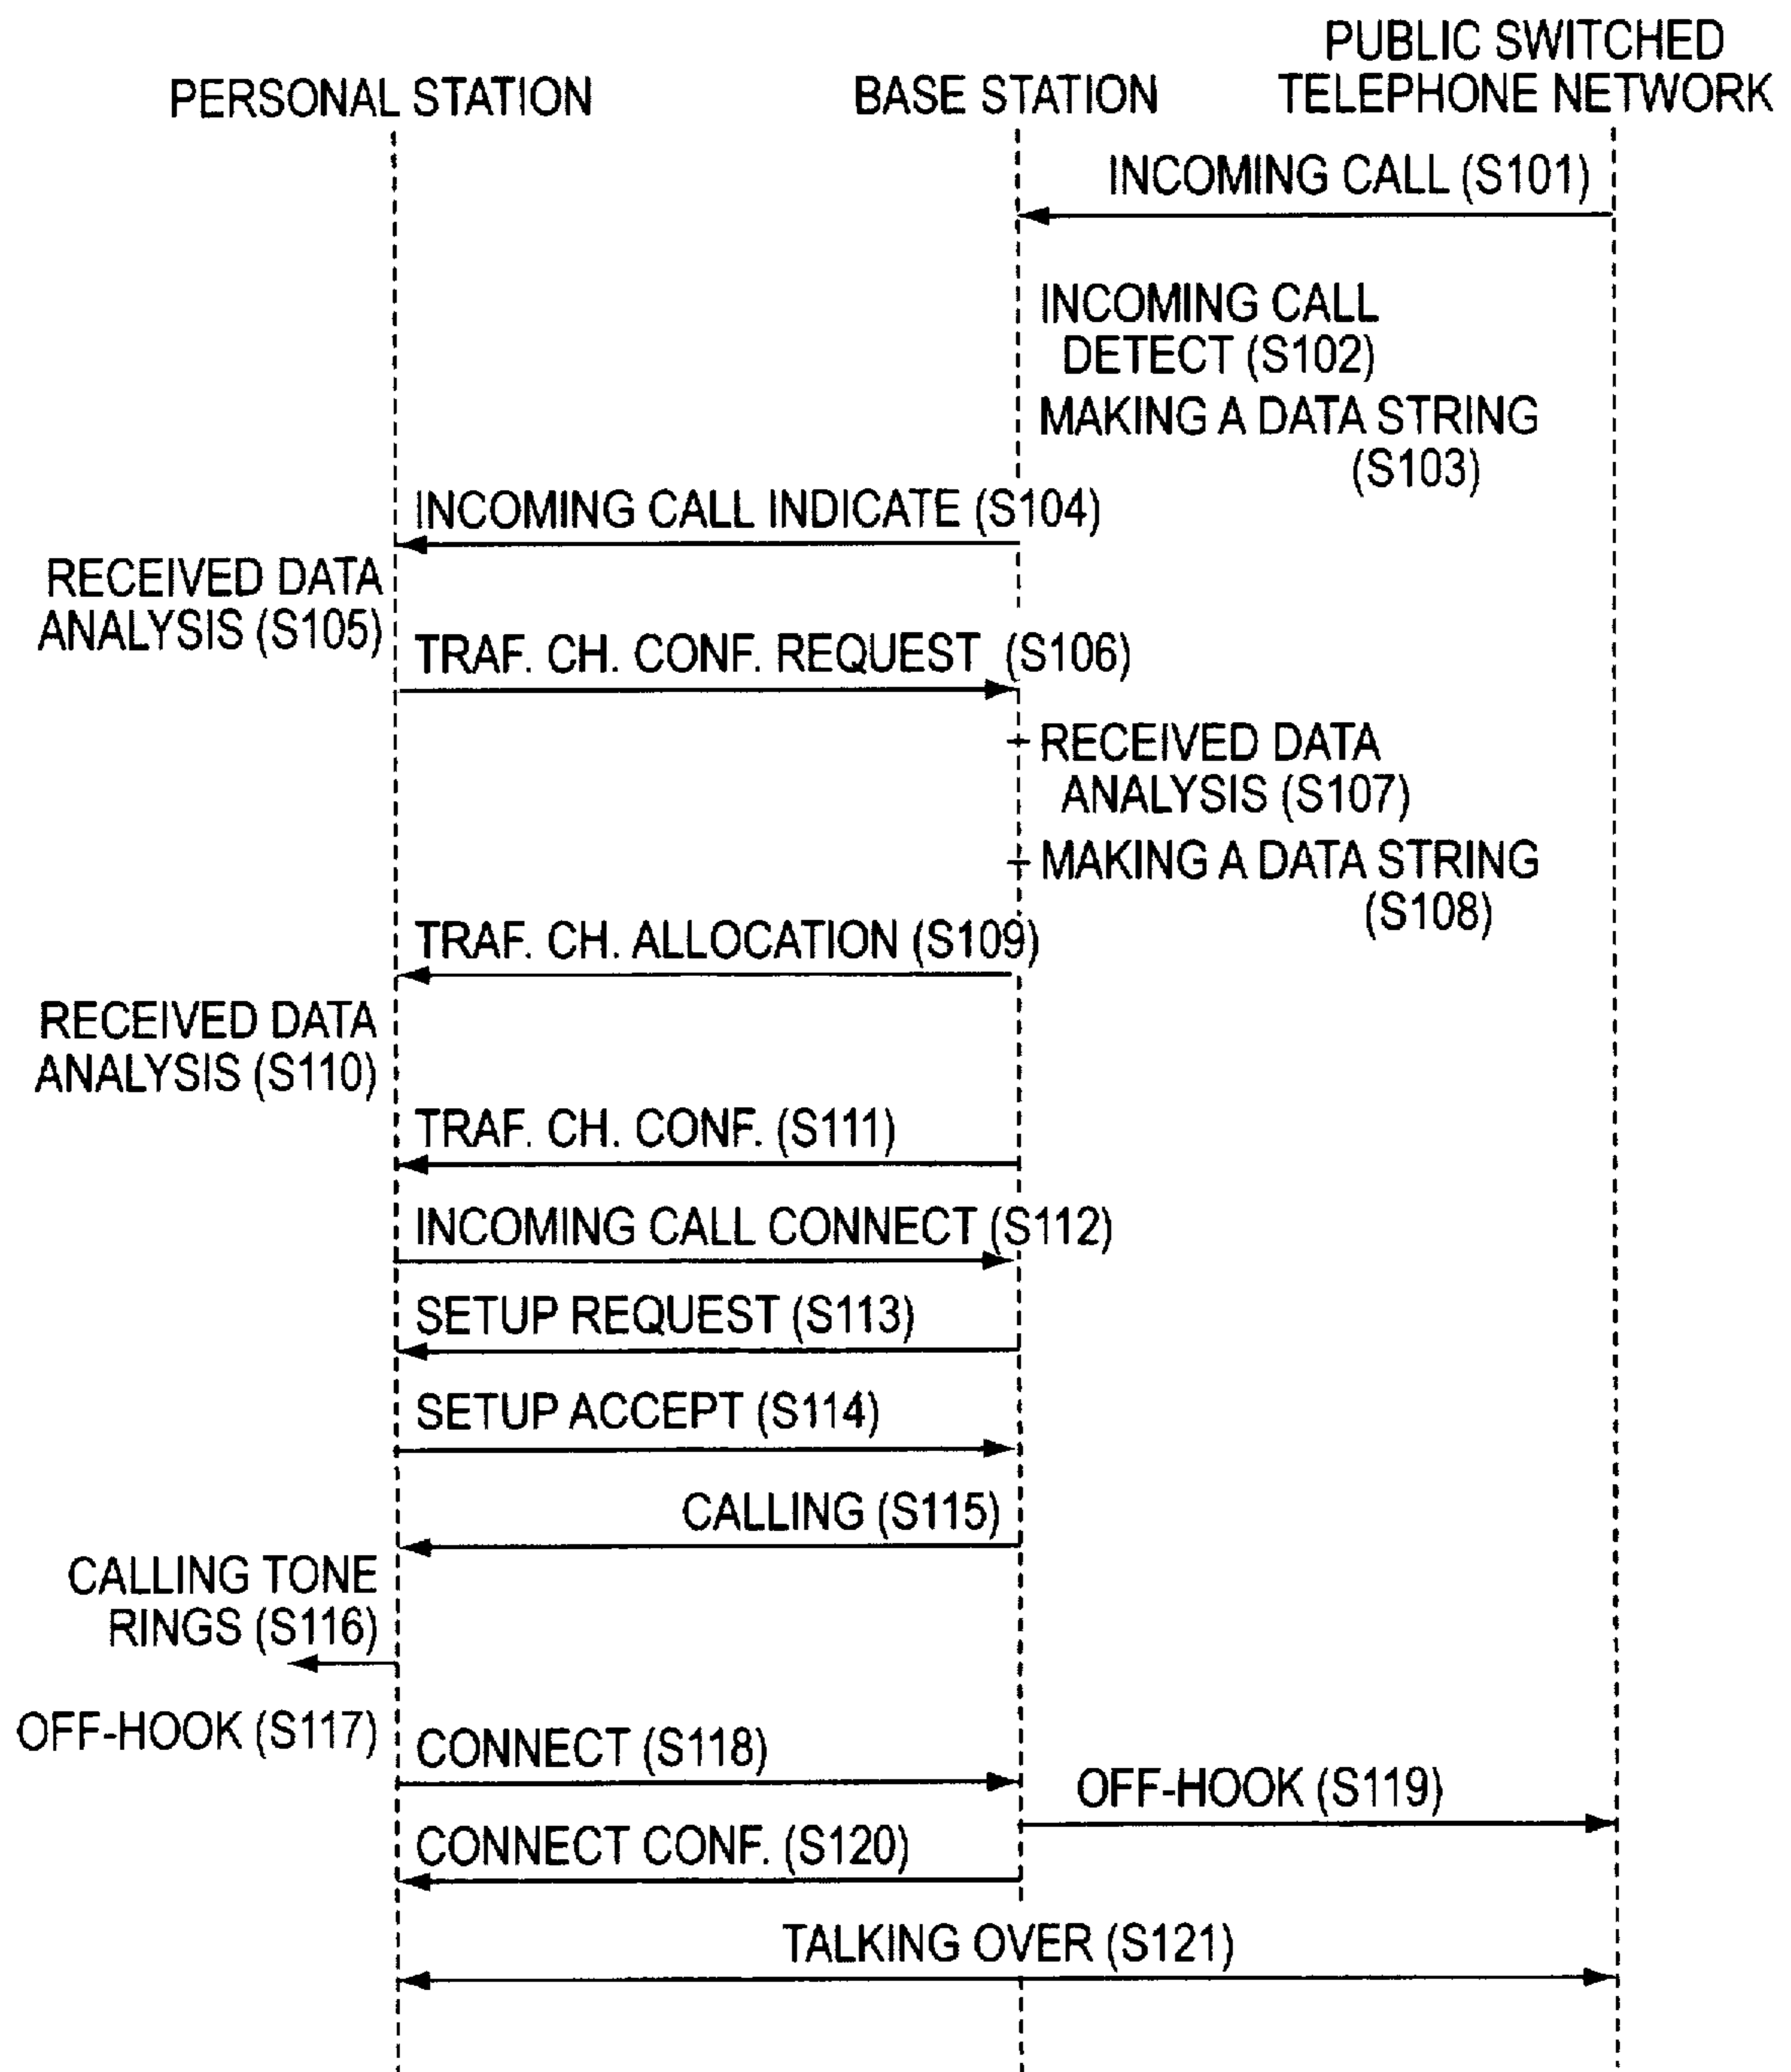 PUBLIC SWITCHED
PERSONAL STATION
BASE STATION
TELEPHONE NETWORK
INCOMING CALL (S101)
INCOMING CALL
DETECT (S102)
MAKING A DATA STRING
(S103)
INCOMING CALL INDICATE (S104)
RECEIVED DATA
ANALYSIS (S105)
TRAF. CH. CONF. REQUEST (S106)
RECEIVED DATA
ANALYSIS (S107)
MAKING A DATA STRING
(S108)
TRAF. CH. ALLOCATION (S109)
RECEIVED DATA
ANALYSIS (S110)
TRAF. CH. CONF. (S111)
INCOMING CALL CONNECT (S112)
SETUP REQUEST (S113)
SETUP ACCEPT (S114)
CALLING (S115)
CALLING TONE
RINGS (S116)
OFF-HOOK (S117)
CONNECT (S118)
OFF-HOOK (S119)
CONNECT CONF. (S120)
TALKING OVER (S121)